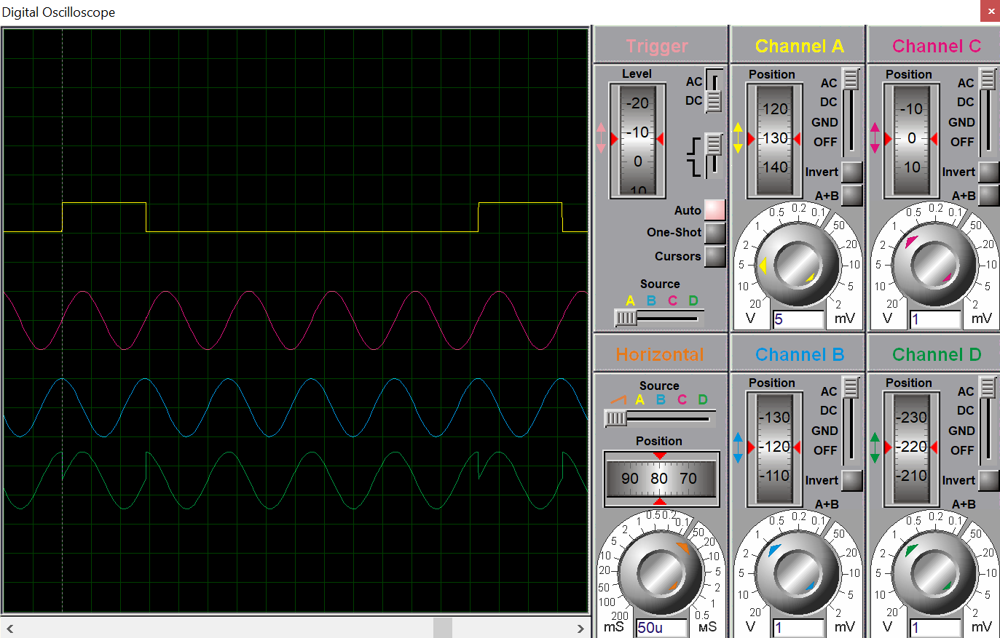 Digital Oscilloscope
Trigger
Level
-20
-10
0
10
AC
DC
Auto
One-Shot
Cursors
Source
A B C D
Channel A
Position
120
130
140
AC
DC
GND
OFF
Invert
A+B
20 10 5 2 1 0.5 0.2 0.1 50 20 10 5 2
V
5
mV
Channel C
Position
-10
0
10
AC
DC
GND
OFF
Invert
A+B
20 10 5 2 1 0.5 0.2 0.1 50 20 10 5 2
V
1
mV
Horizontal
Source
A B C D
Position
90 80 70
200 100 50 20 10 5 2 1 0.5 0.2 0.1 50 20 10 5 2 1 0.5
mS
50u
мS
Channel B
Position
-130
-120
-110
AC
DC
GND
OFF
Invert
A+B
20 10 5 2 1 0.5 0.2 0.1 50 20 10 5 2
V
1
mV
Channel D
Position
-230
-220
-210
AC
DC
GND
OFF
Invert
A+B
20 10 5 2 1 0.5 0.2 0.1 50 20 10 5 2
V
1
mV